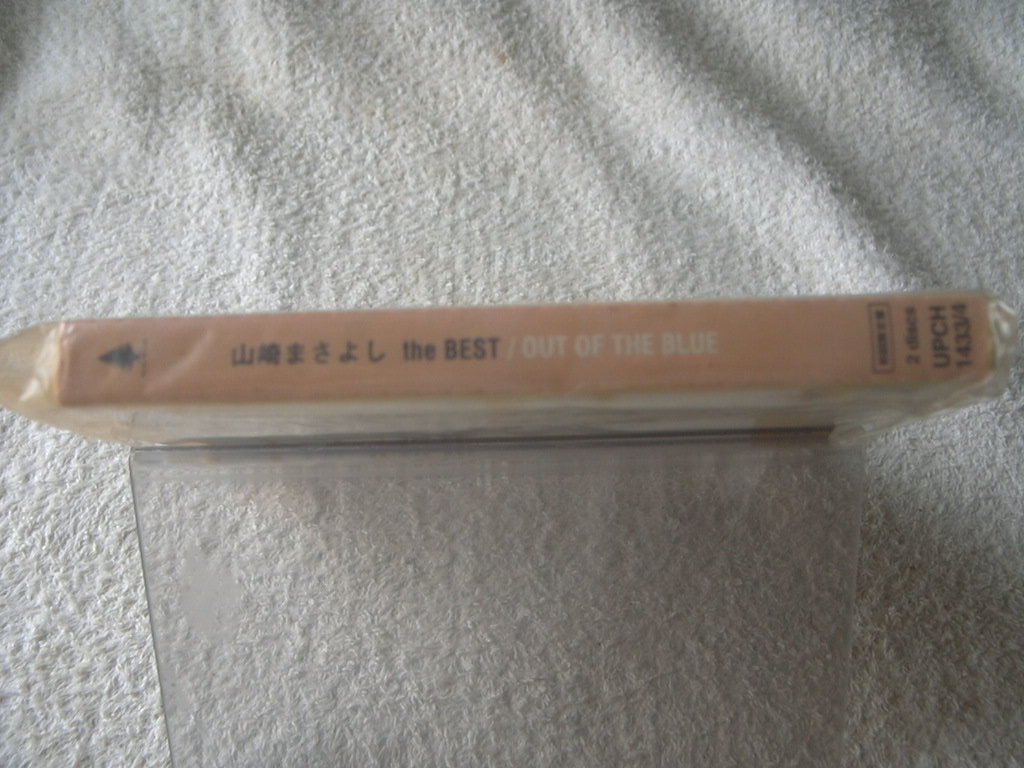 山崎まさよし the BEST / OUT OF THE BLUE
2 discs
UPCH
1433/4